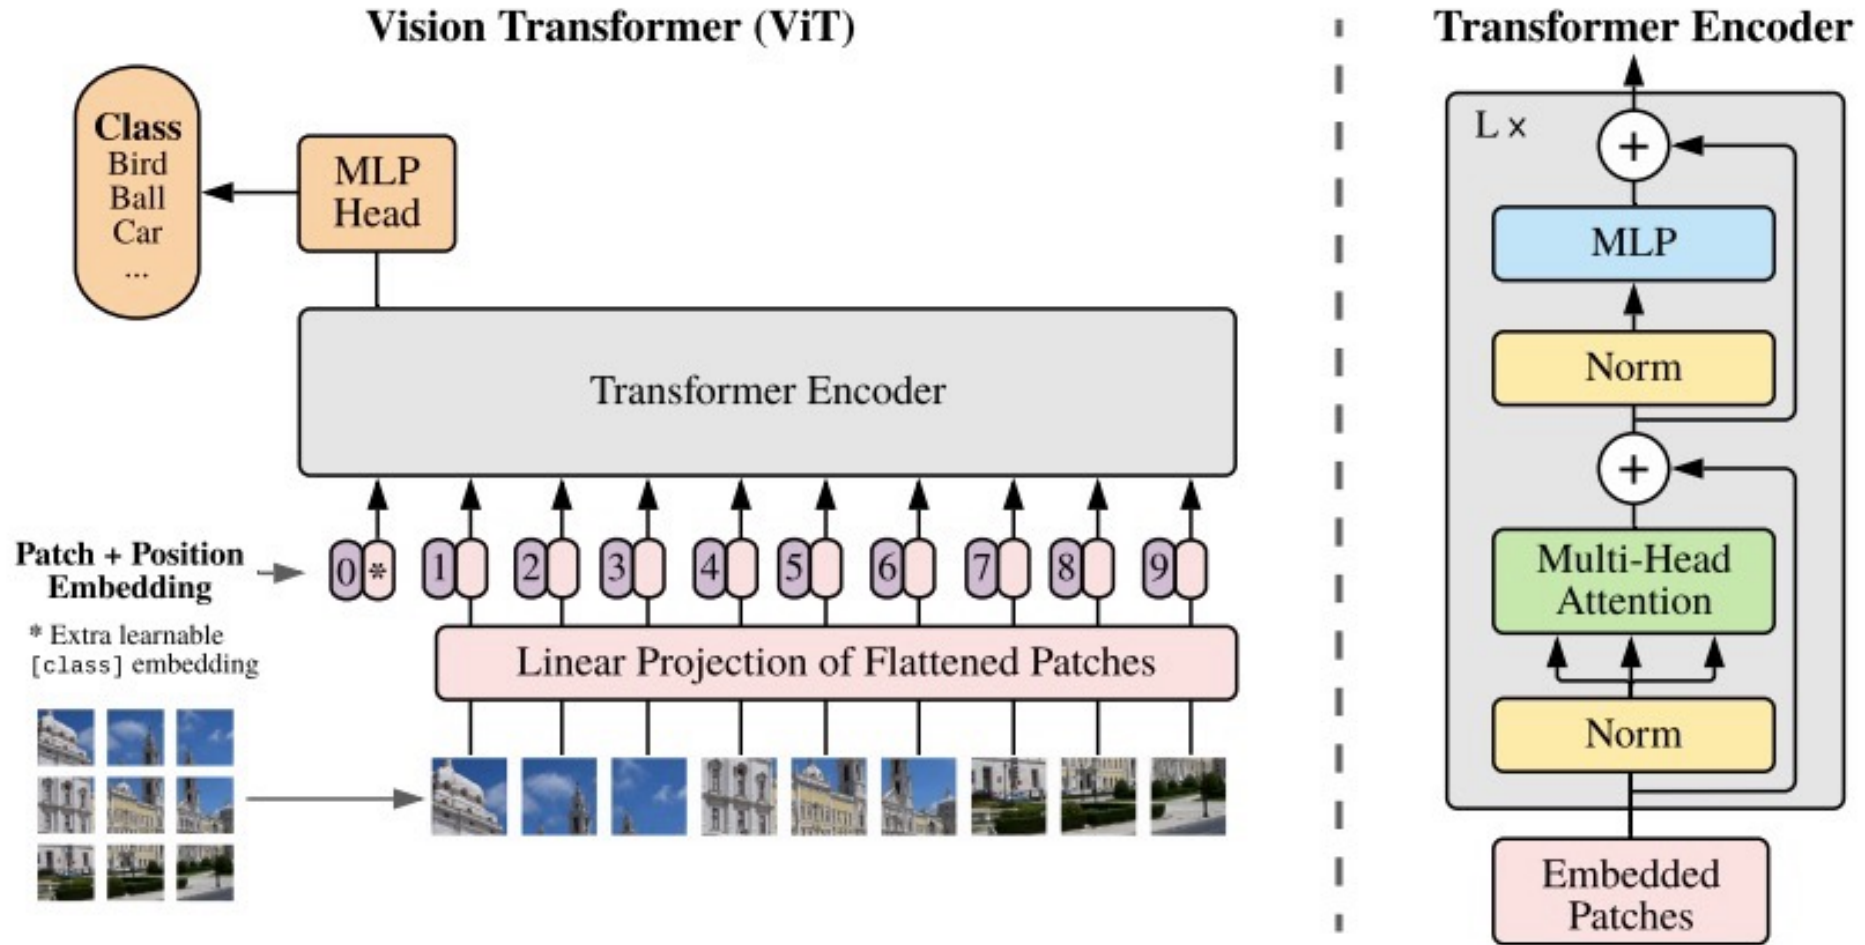 Vision Transformer (ViT)
Class
Bird
Ball
Car
...
MLP
Head
Transformer Encoder
Patch + Position
Embedding
0 * 1 2 3 4 5 6 7 8 9
* Extra learnable
[class] embedding
Linear Projection of Flattened Patches
Transformer Encoder
L ×
+
MLP
Norm
+
Multi-Head
Attention
Norm
Embedded
Patches